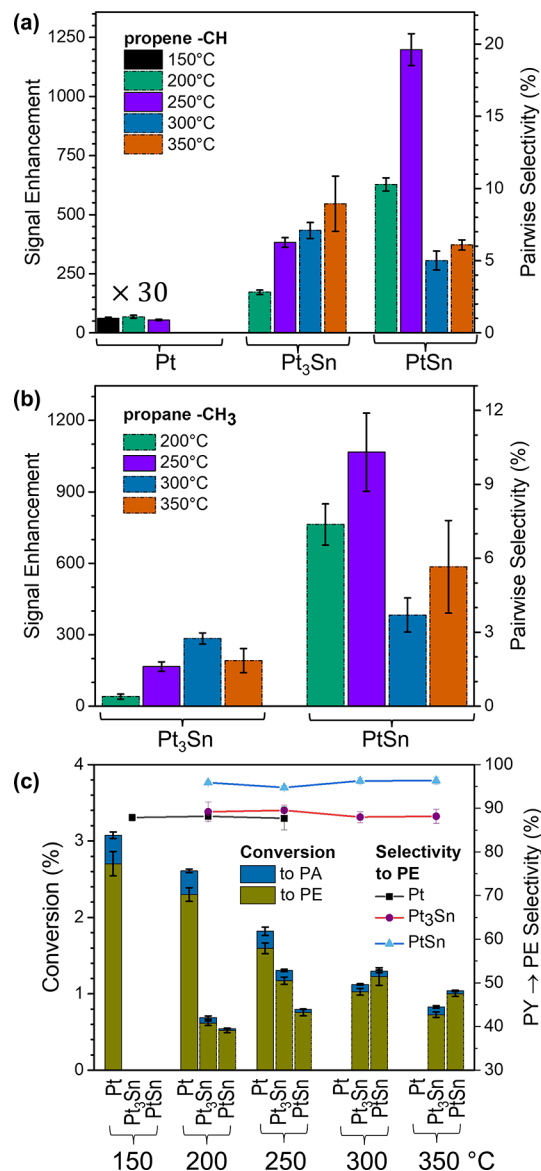 (a)
propene -CH
150°C
200°C
250°C
300°C
350°C
× 30
Signal Enhancement
1250
1000
750
500
250
0
Pairwise Selectivity (%)
20
15
10
5
0
Pt
Pt₃Sn
PtSn
(b)
propane -CH₃
200°C
250°C
300°C
350°C
Signal Enhancement
1200
900
600
300
0
Pairwise Selectivity (%)
12
9
6
3
0
Pt₃Sn
PtSn
(c)
Conversion (%)
4
3
2
1
0
PY → PE Selectivity (%)
100
90
80
70
60
50
40
30
Conversion
to PA
to PE
Selectivity
to PE
Pt
Pt₃Sn
PtSn
Pt
Pt₃Sn
PtSn
Pt
Pt₃Sn
PtSn
Pt
Pt₃Sn
PtSn
Pt
Pt₃Sn
PtSn
Pt
Pt₃Sn
PtSn
150 200 250 300 350 °C